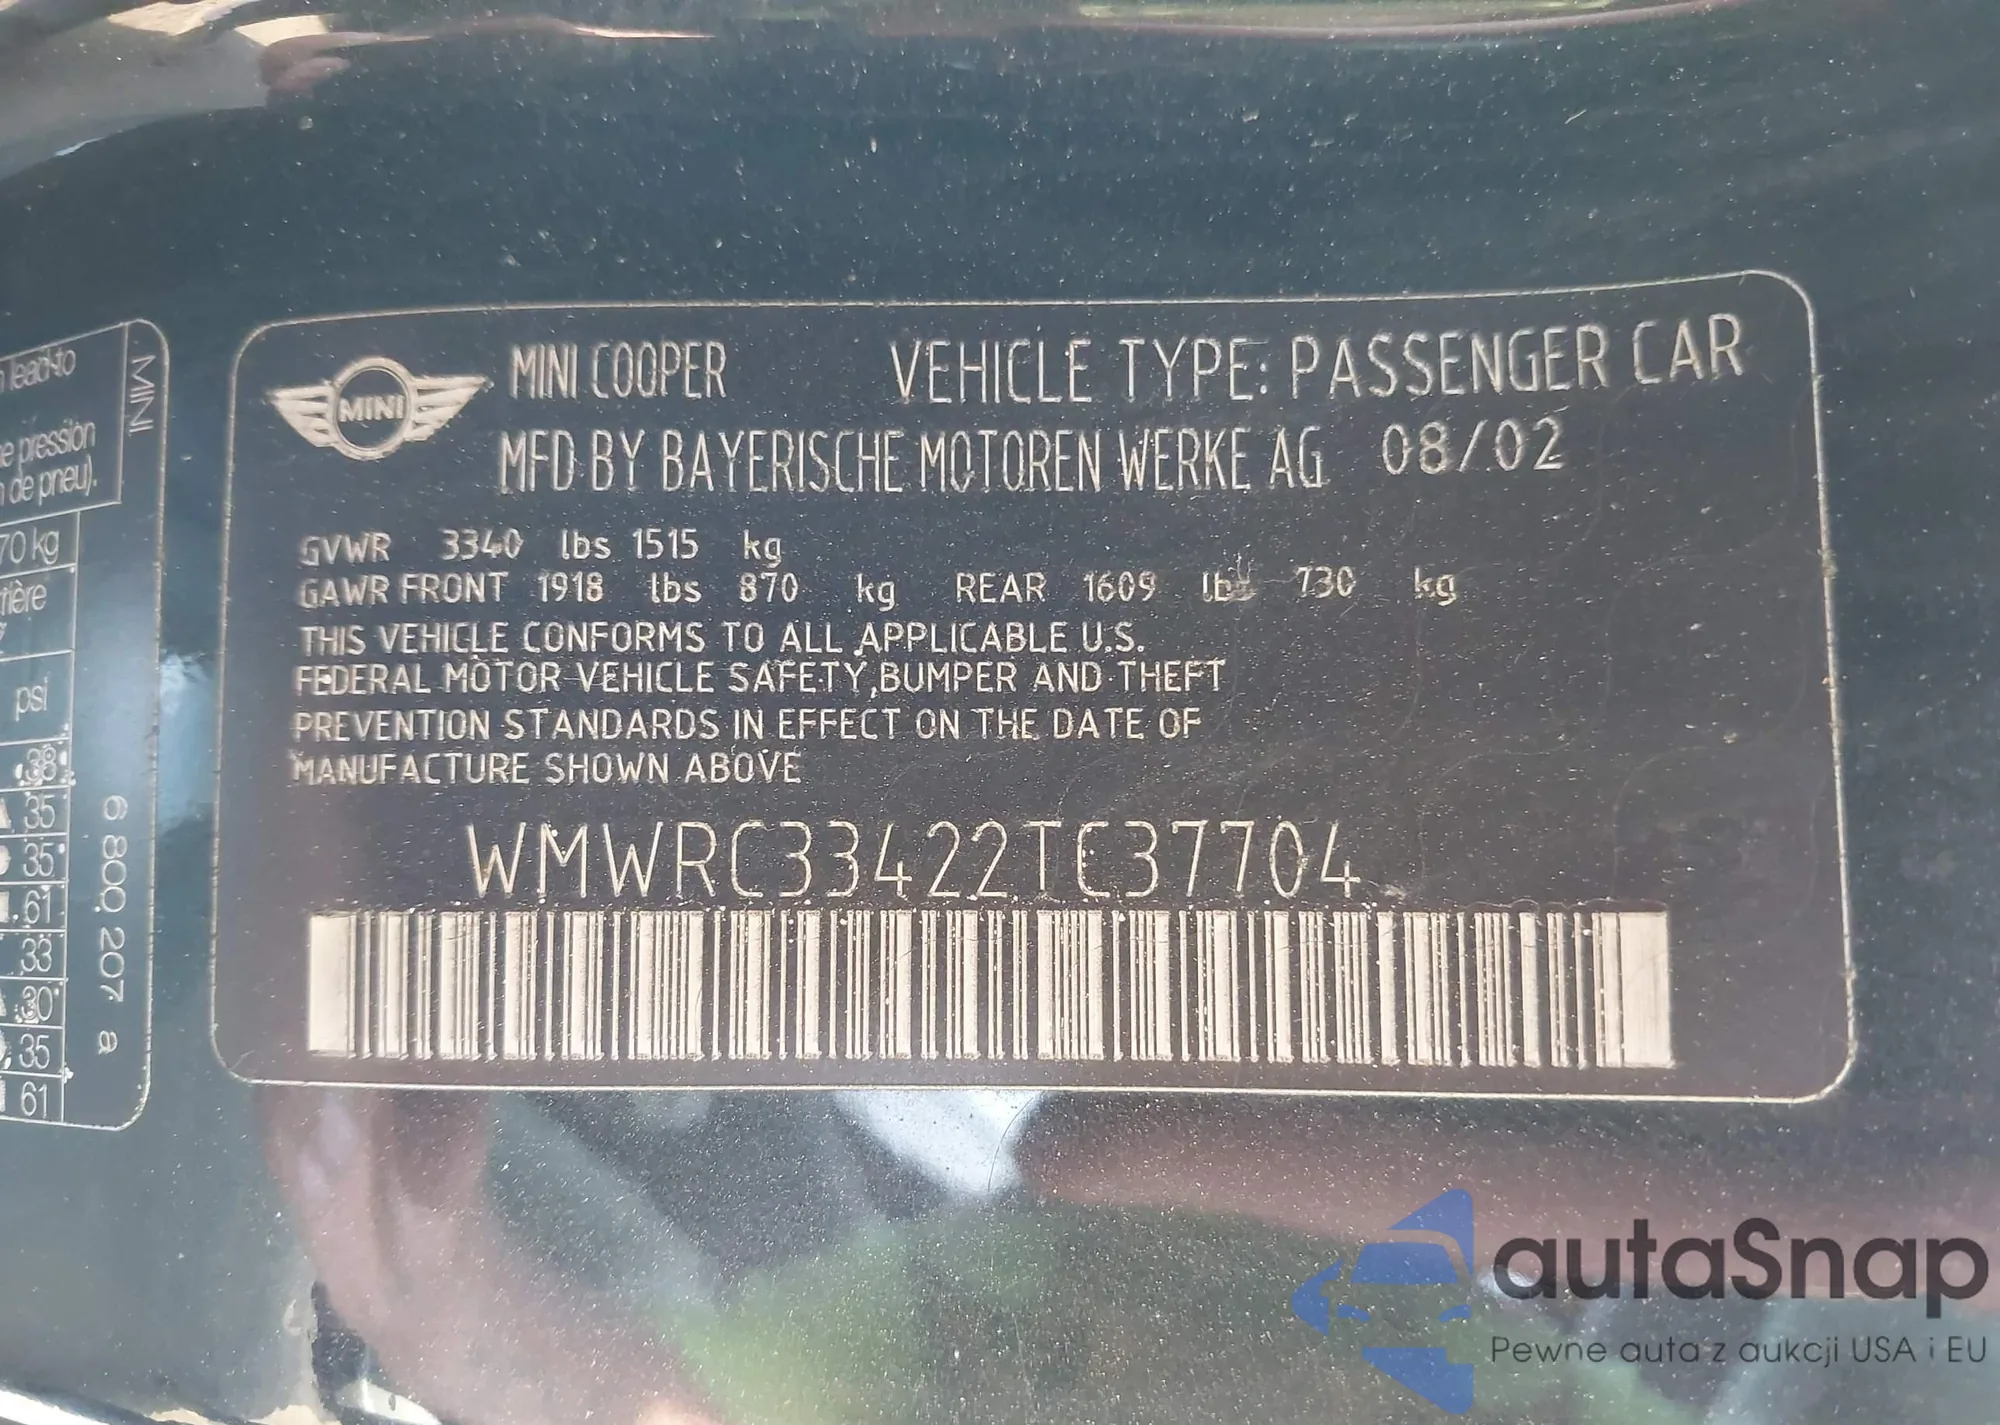 MINI
n lead to
e pression
n de pneu).
70 kg
psi
38
35
35
61
33
30
35
61
6 800 207 a
MINI
MINI COOPER VEHICLE TYPE: PASSENGER CAR
MFD BY BAYERISCHE MOTOREN WERKE AG 08/02
GVWR 3340 lbs 1515 kg
GAWR FRONT 1918 lbs 870 kg REAR 1609 lbs 730 kg
THIS VEHICLE CONFORMS TO ALL APPLICABLE U.S.
FEDERAL MOTOR VEHICLE SAFETY, BUMPER AND THEFT
PREVENTION STANDARDS IN EFFECT ON THE DATE OF
MANUFACTURE SHOWN ABOVE
WMWRC33422TC37704
autaSnap
Pewne auta z aukcji USA i EU